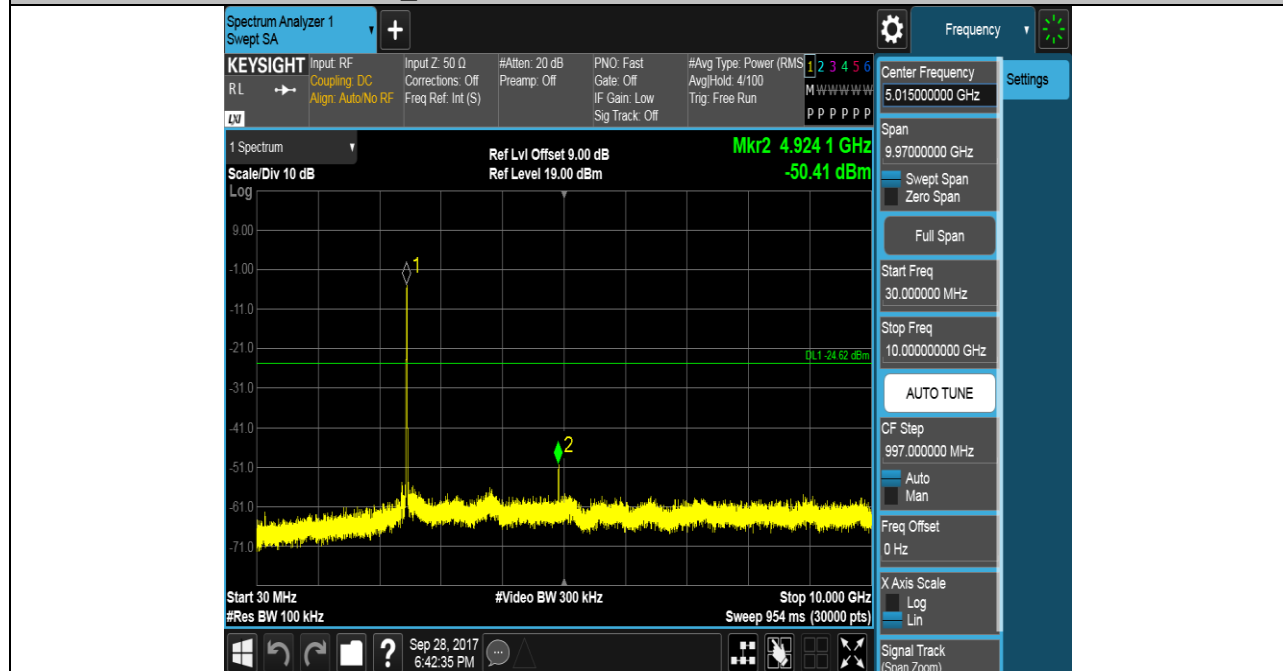 Spectrum Analyzer 1
Swept SA
+
Frequency
KEYSIGHT
RL
LXI
Input: RF
Coupling: DC
Align: Auto/No RF
Input Z: 50 Ω
Corrections: Off
Freq Ref: Int (S)
#Atten: 20 dB
Preamp: Off
PNO: Fast
Gate: Off
IF Gain: Low
Sig Track: Off
#Avg Type: Power (RMS
Avg|Hold: 4/100
Trig: Free Run
1 2 3 4 5 6
M W W W W W
P P P P P P
1 Spectrum
Scale/Div 10 dB
Log
Ref Lvl Offset 9.00 dB
Ref Level 19.00 dBm
Mkr2 4.924 1 GHz
-50.41 dBm
9.00
-1.00
-11.0
-21.0
-31.0
-41.0
-51.0
-61.0
-71.0
1
2
DL1 -24.62 dBm
Start 30 MHz
#Res BW 100 kHz
#Video BW 300 kHz
Stop 10.000 GHz
Sweep 954 ms (30000 pts)
Center Frequency
5.015000000 GHz
Settings
Span
9.97000000 GHz
Swept Span
Zero Span
Full Span
Start Freq
30.000000 MHz
Stop Freq
10.000000000 GHz
AUTO TUNE
CF Step
997.000000 MHz
Auto
Man
Freq Offset
0 Hz
X Axis Scale
Log
Lin
Signal Track
(Span Zoom)
?
Sep 28, 2017
6:42:35 PM